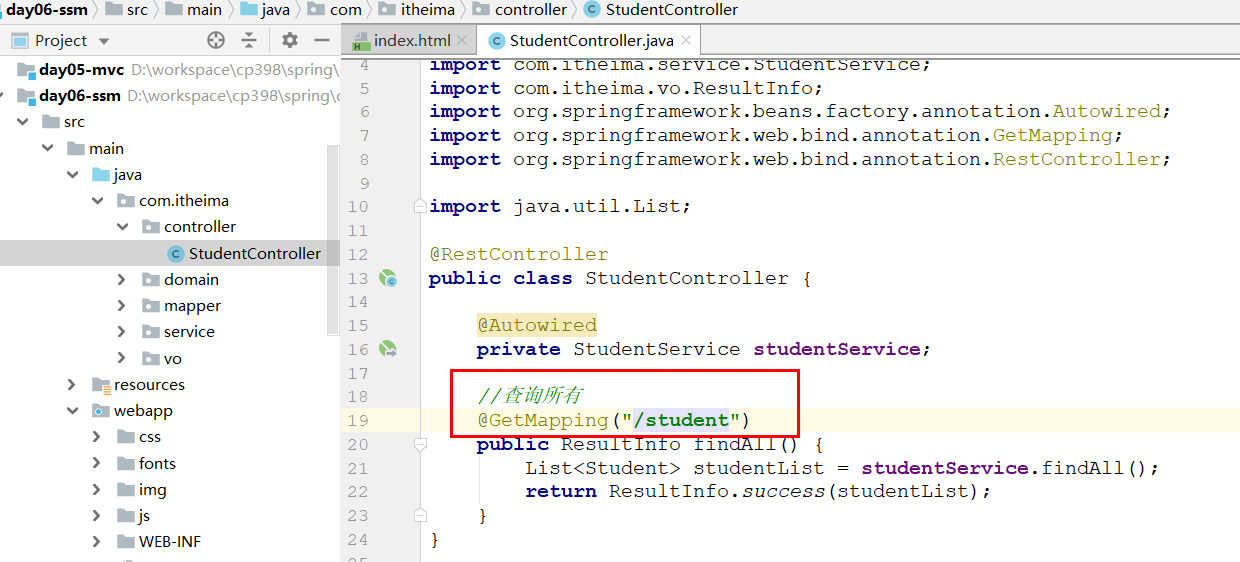 day06-ssm src main java com itheima controller StudentController
Project
index.html StudentController.java
day05-mvc D:\workspace\cp398\spring\
day06-ssm D:\workspace\cp398\spring\
src
main
java
com.itheima
controller
StudentController
domain
mapper
service
vo
resources
webapp
css
fonts
img
js
WEB-INF
4 import com.itheima.service.StudentService;
5 import com.itheima.vo.ResultInfo;
6 import org.springframework.beans.factory.annotation.Autowired;
7 import org.springframework.web.bind.annotation.GetMapping;
8 import org.springframework.web.bind.annotation.RestController;
9
10 import java.util.List;
11
12 @RestController
13 public class StudentController {
14
15 @Autowired
16 private StudentService studentService;
17
18 //查询所有
19 @GetMapping("/student")
20 public ResultInfo findAll() {
21 List<Student> studentList = studentService.findAll();
22 return ResultInfo.success(studentList);
23 }
24 }